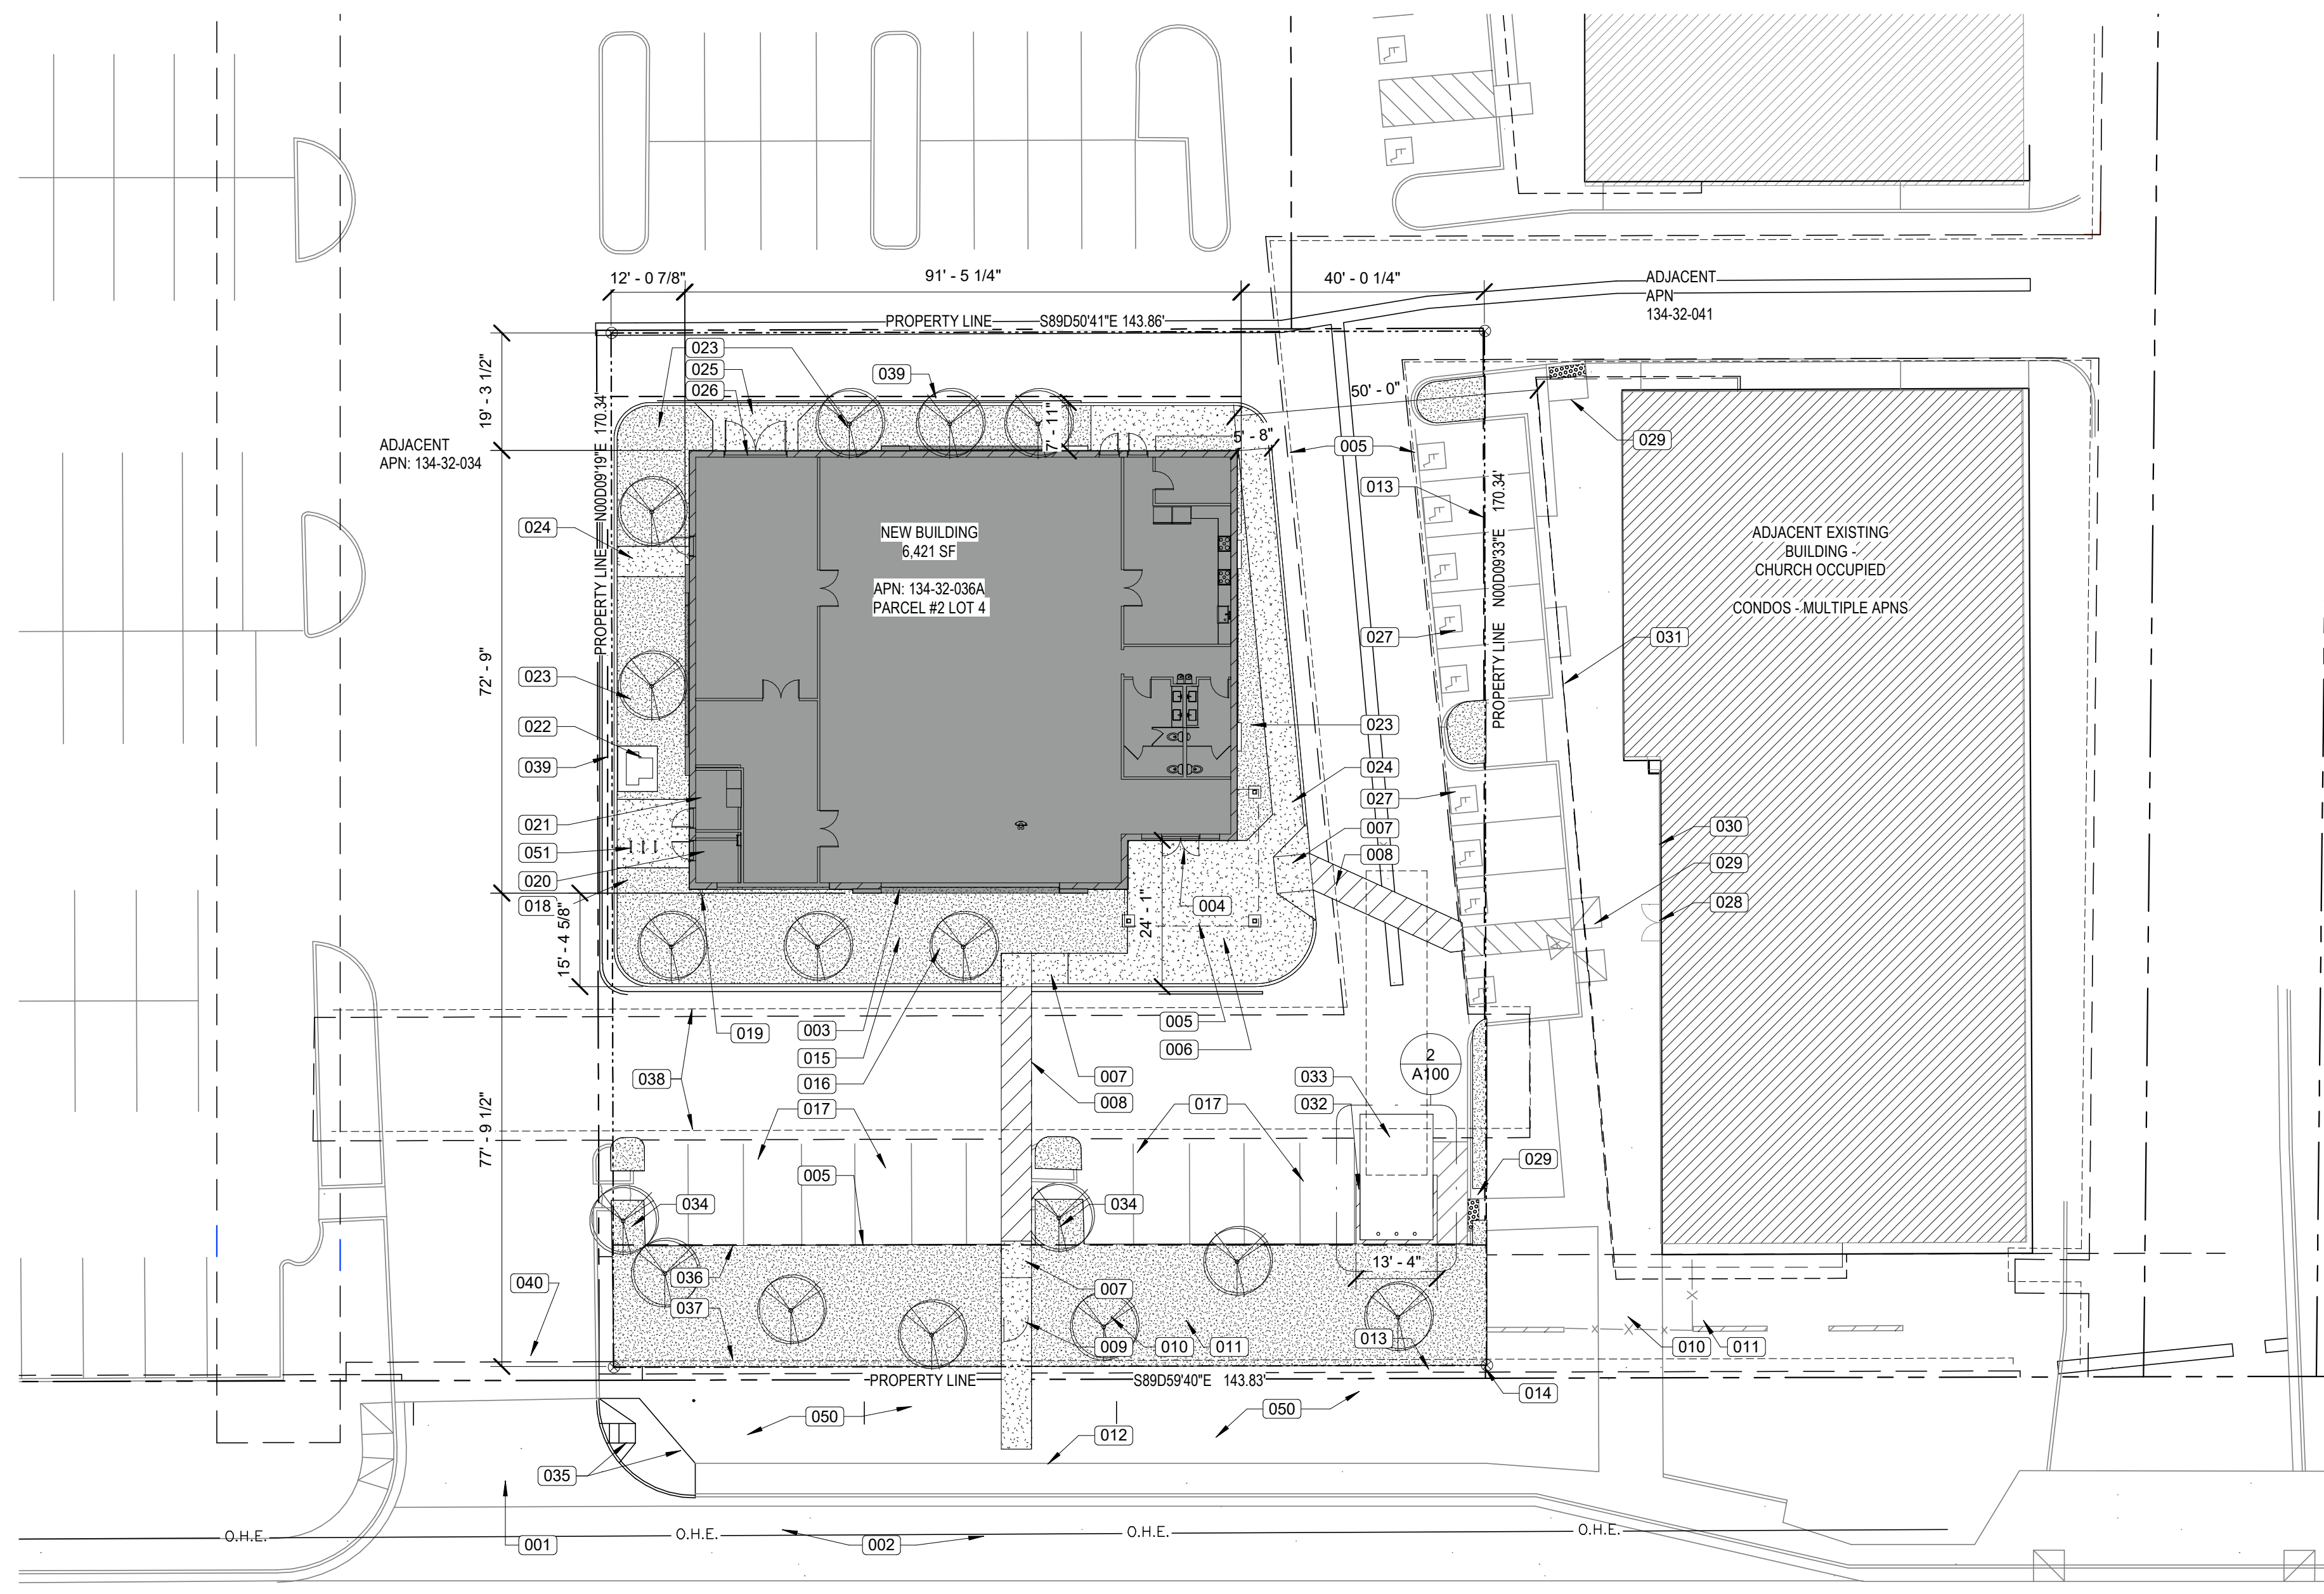 12' - 0 7/8"
91' - 5 1/4"
40' - 0 1/4"
ADJACENT
APN
134-32-041
PROPERTY LINE
S89D50'41"E 143.86'
19' - 3 1/2"
023
025
026
039
7' - 11"
50' - 0"
5' - 8"
005
029
ADJACENT
APN: 134-32-034
PROPERTY LINE N00D09'19"E 170.34'
013
PROPERTY LINE N00D09'33"E 170.34'
024
NEW BUILDING
6,421 SF
APN: 134-32-036A
PARCEL #2 LOT 4
ADJACENT EXISTING
BUILDING -
CHURCH OCCUPIED
CONDOS - MULTIPLE APNS
027
031
72' - 9"
023
022
039
023
024
027
021
007
030
051
008
029
020
018
004
028
15' - 4 5/8"
24' - 1"
019
003
005
015
006
016
038
017
007
008
017
033
032
2
A100
77' - 9 1/2"
005
029
034
034
036
13' - 4"
040
007
037
009
010
011
013
010
011
PROPERTY LINE
S89D59'40"E 143.83'
014
050
050
012
035
O.H.E.
O.H.E.
O.H.E.
O.H.E.
001
002